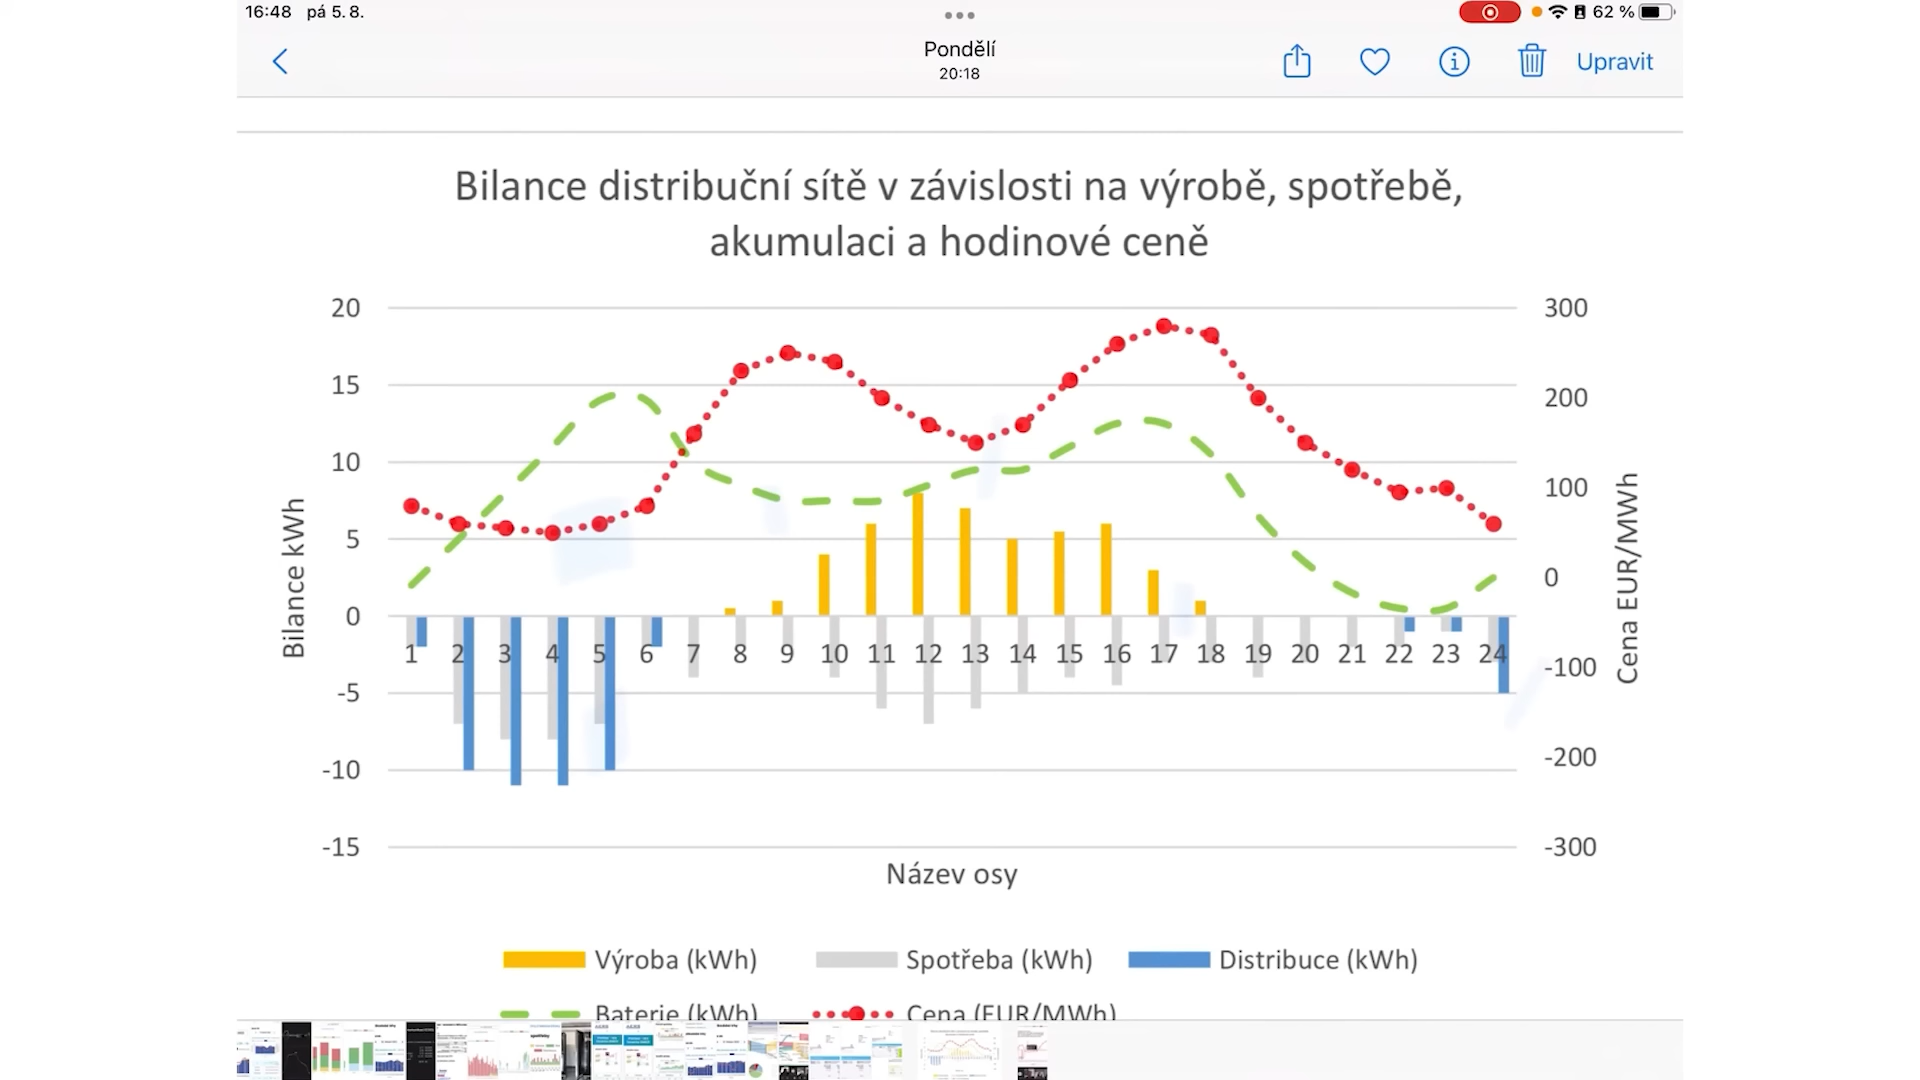 16:48 pá 5. 8.
62 %
Pondělí
20:18
Upravit
Bilance distribuční sítě v závislosti na výrobě, spotřebě,
akumulaci a hodinové ceně
20
15
10
5
0
-5
-10
-15
Bilance kWh
300
200
100
0
-100
-200
-300
Cena EUR/MWh
1 2 3 4 5 6 7 8 9 10 11 12 13 14 15 16 17 18 19 20 21 22 23 24
Název osy
Výroba (kWh) Spotřeba (kWh) Distribuce (kWh)
Baterie (kWh) Cena (EUR/MWh)